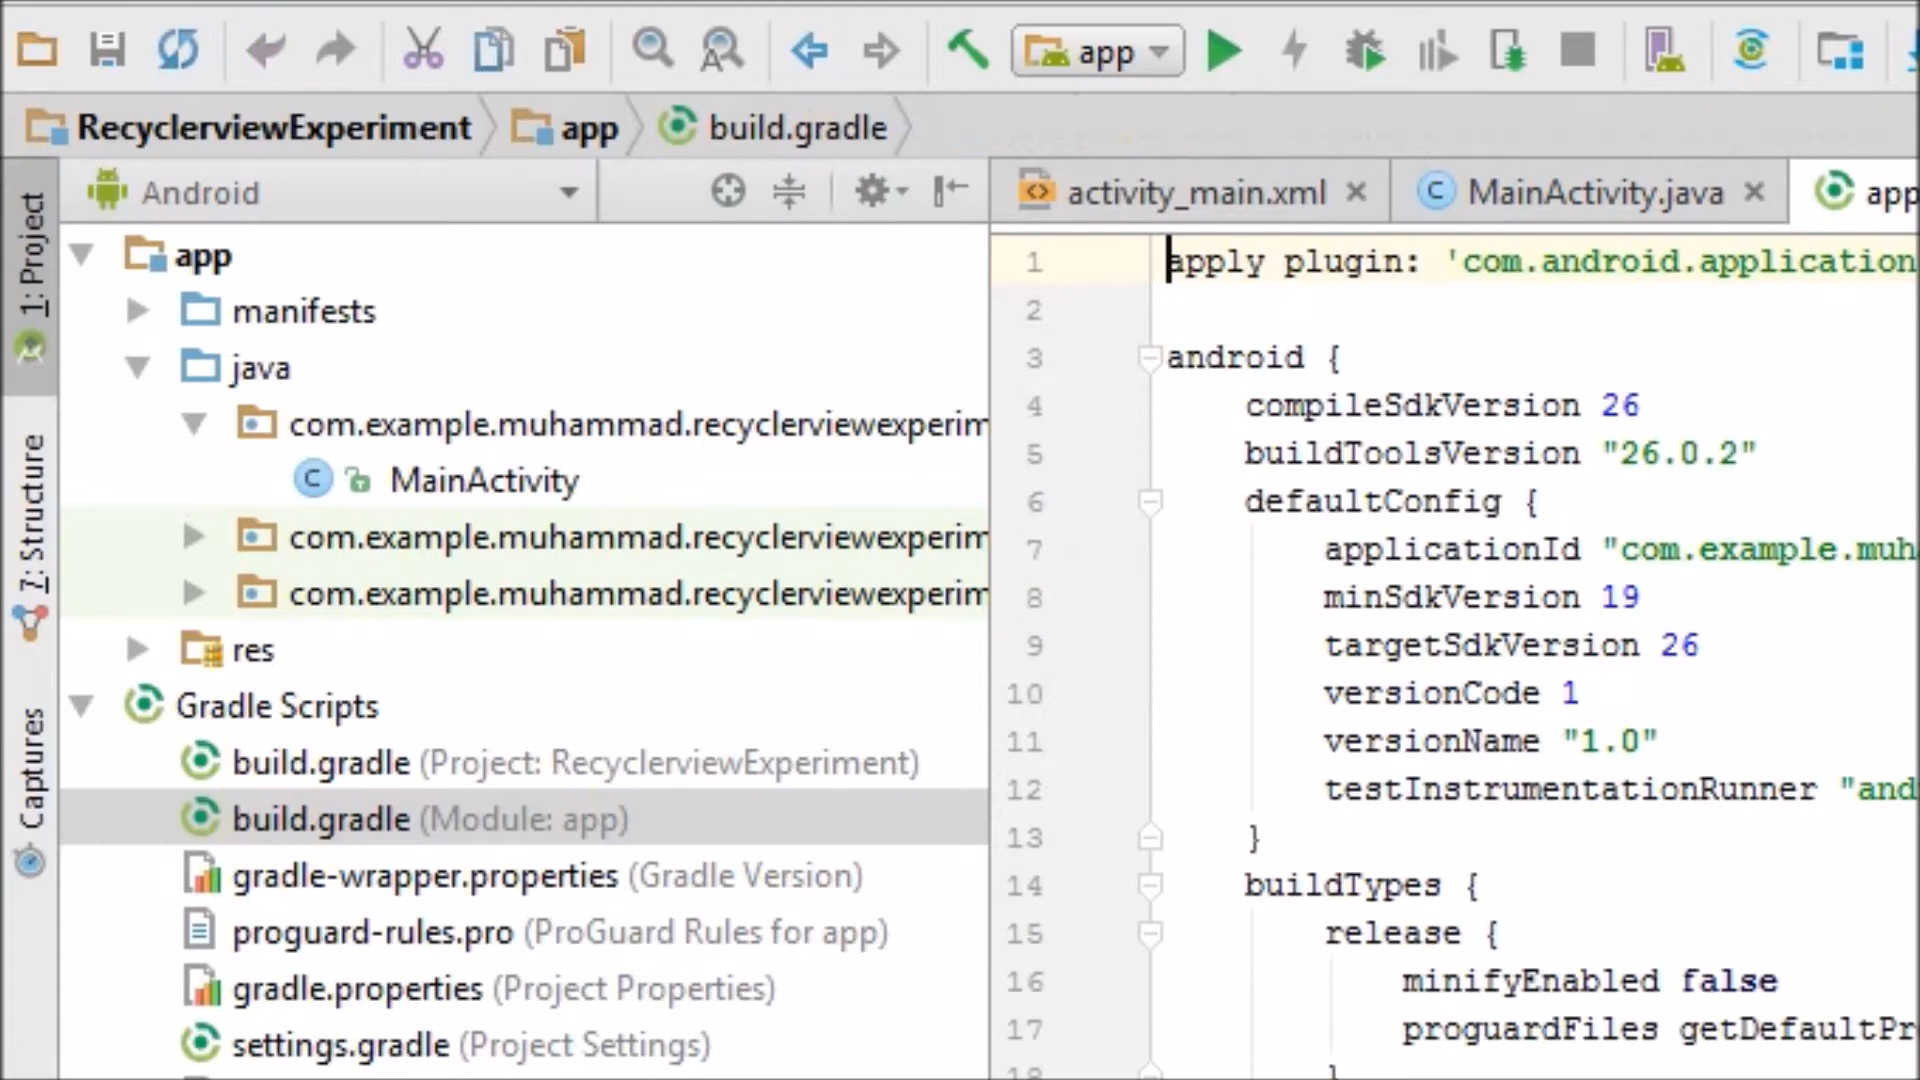 app
RecyclerviewExperiment app build.gradle
Android
activity_main.xml MainActivity.java app
1: Project
7: Structure
Captures
app
manifests
java
com.example.muhammad.recyclerviewexperim
MainActivity
com.example.muhammad.recyclerviewexperim
com.example.muhammad.recyclerviewexperim
res
Gradle Scripts
build.gradle (Project: RecyclerviewExperiment)
build.gradle (Module: app)
gradle-wrapper.properties (Gradle Version)
proguard-rules.pro (ProGuard Rules for app)
gradle.properties (Project Properties)
settings.gradle (Project Settings)
1 apply plugin: 'com.android.application
2
3 android {
4 compileSdkVersion 26
5 buildToolsVersion "26.0.2"
6 defaultConfig {
7 applicationId "com.example.muh
8 minSdkVersion 19
9 targetSdkVersion 26
10 versionCode 1
11 versionName "1.0"
12 testInstrumentationRunner "and
13 }
14 buildTypes {
15 release {
16 minifyEnabled false
17 proguardFiles getDefaultPr
18 }